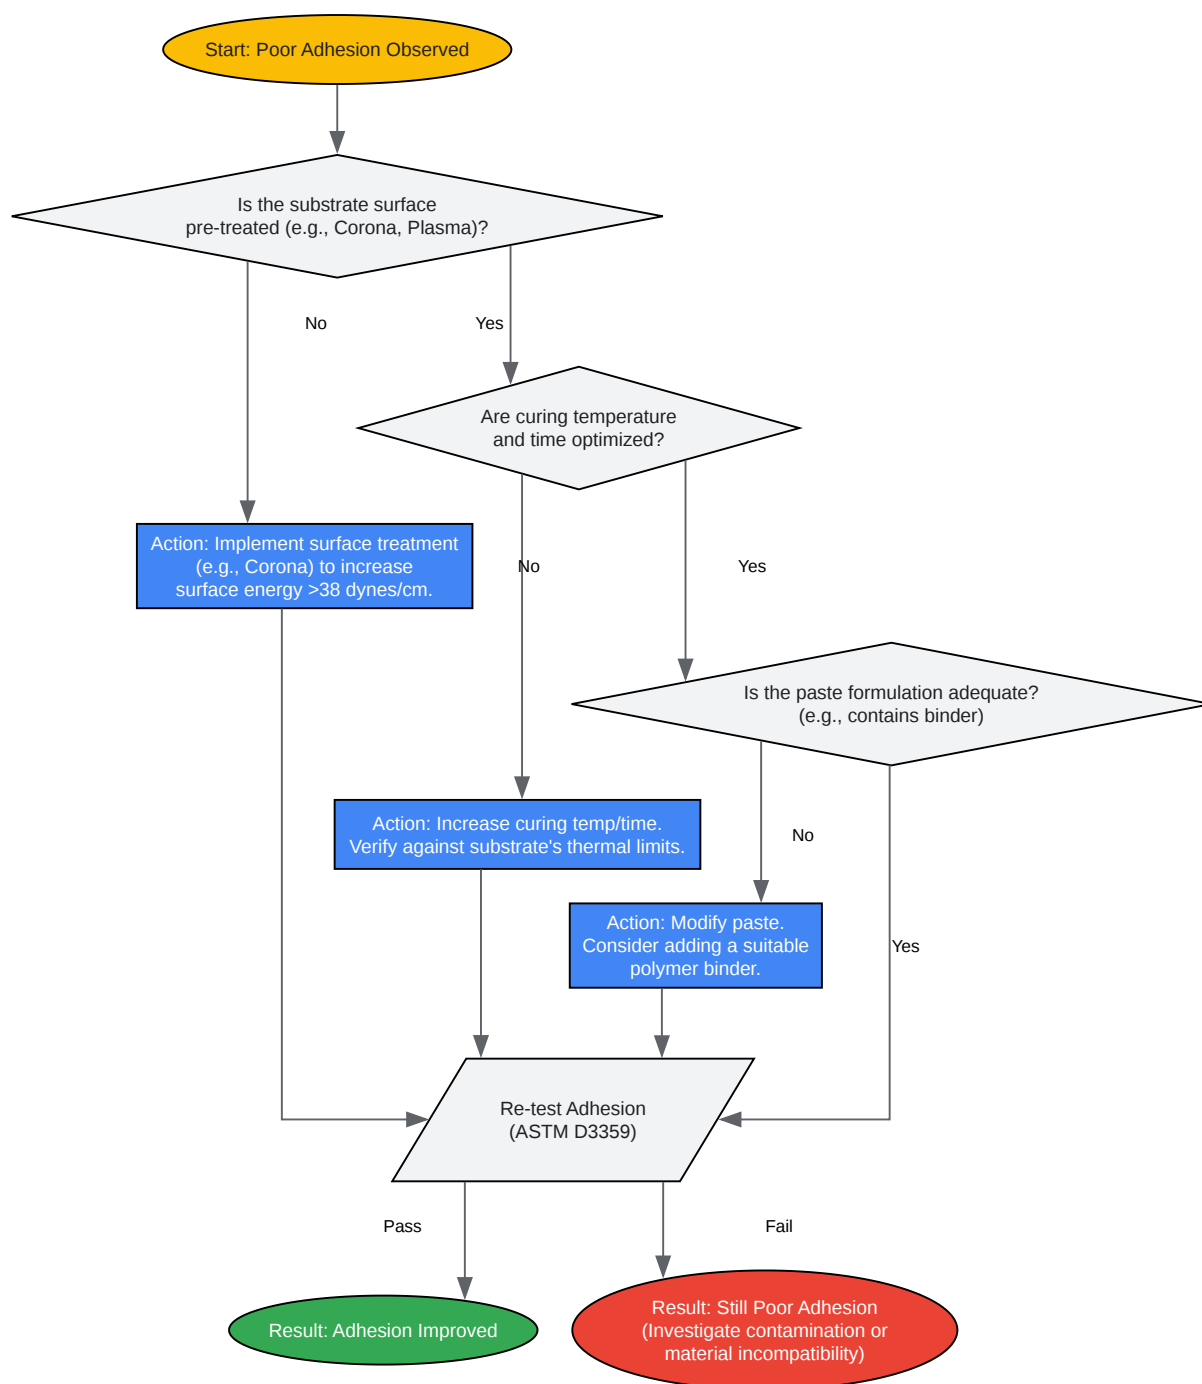 Start: Poor Adhesion Observed
Is the substrate surface
pre-treated (e.g., Corona, Plasma)?
No
Yes
Are curing temperature
and time optimized?
Action: Implement surface treatment
(e.g., Corona) to increase
surface energy >38 dynes/cm.
No
Yes
Is the paste formulation adequate?
(e.g., contains binder)
Action: Increase curing temp/time.
Verify against substrate's thermal limits.
No
Action: Modify paste.
Consider adding a suitable
polymer binder.
Yes
Re-test Adhesion
(ASTM D3359)
Pass
Fail
Result: Adhesion Improved
Result: Still Poor Adhesion
(Investigate contamination or
material incompatibility)